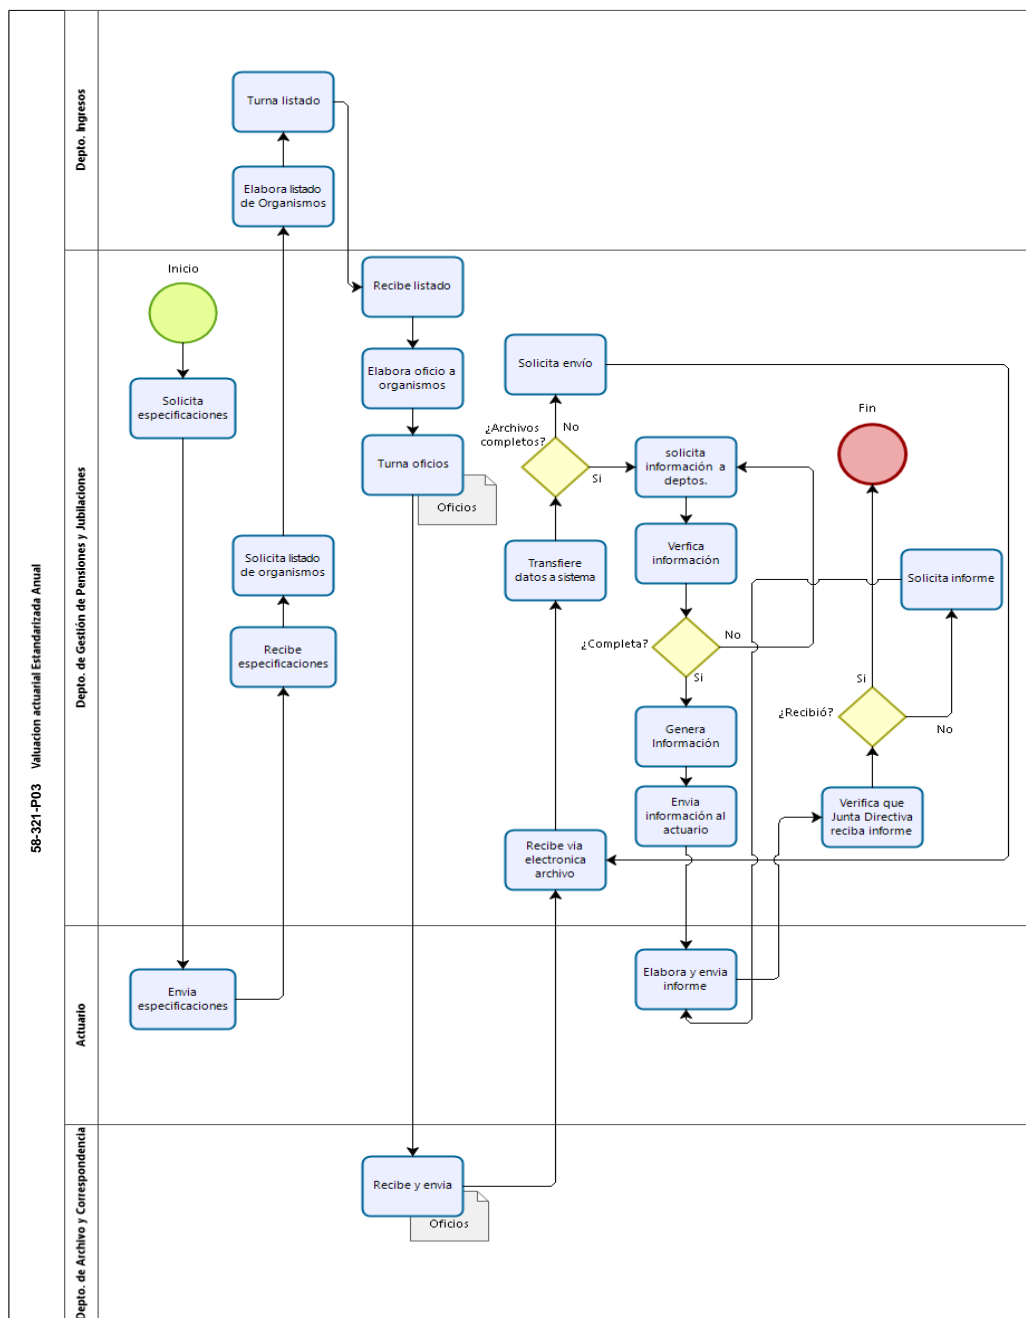 58-321-P03 Valuacion actuarial Estandarizada Anual
Depto. Ingresos
Turna listado
Elabora listado
de Organismos
Depto. de Gestión de Pensiones y Jubilaciones
Inicio
Solicita
especificaciones
Solicita listado
de organismos
Recibe
especificaciones
Recibe listado
Elabora oficio a
organismos
Turna oficios
Oficios
Solicita envío
¿Archivos
completos?
No
Si
Transfiere
datos a sistema
Recibe via
electronica
archivo
solicita
información a
deptos.
Verfica
información
¿Completa?
No
Si
Genera
Información
Envia
información al
actuario
Fin
Solicita informe
Si
¿Recibió?
No
Verifica que
Junta Directiva
reciba informe
Actuario
Envia
especificaciones
Elabora y envia
informe
Depto. de Archivo y Correspondencia
Recibe y envia
Oficios